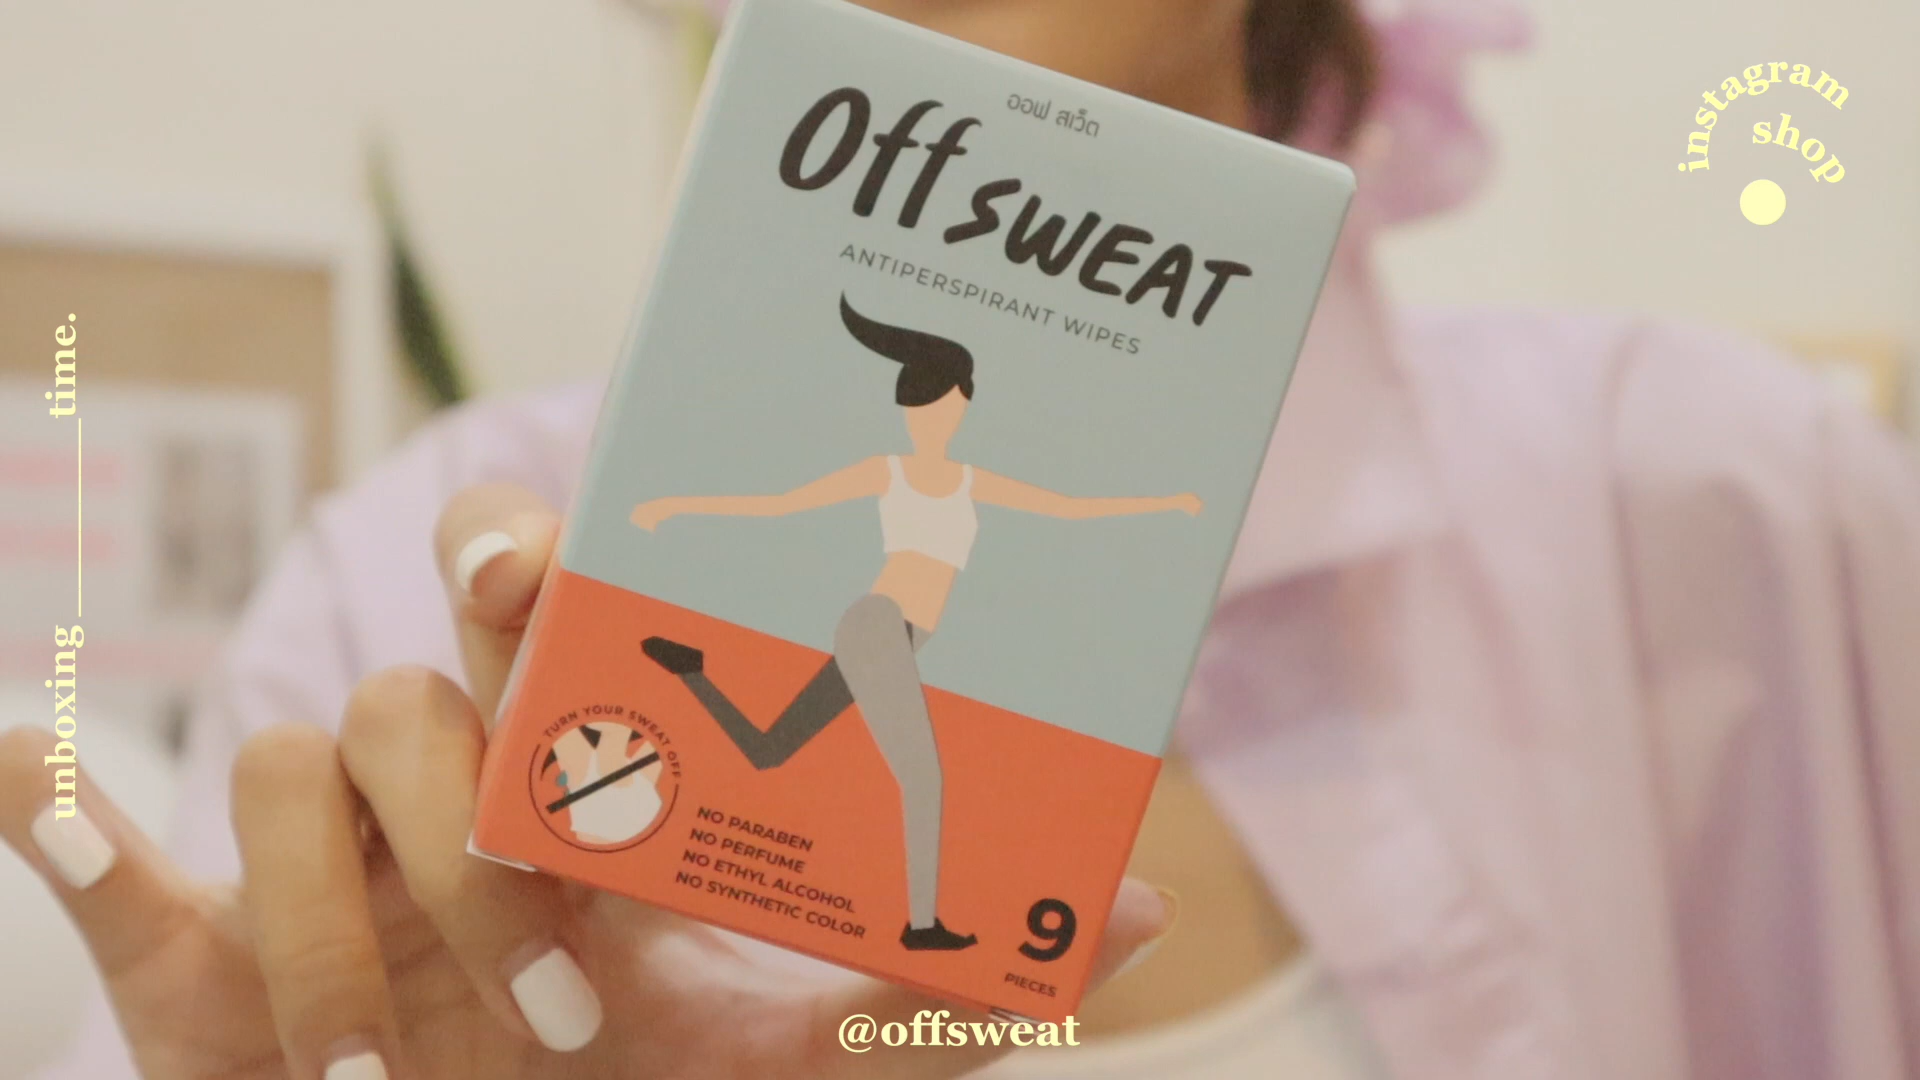 instagram
shop
ออฟ สเว็ต
Off SWEAT
ANTIPERSPIRANT WIPES
unboxing time.
TURN YOUR SWEAT OFF
NO PARABEN
NO PERFUME
NO ETHYL ALCOHOL
NO SYNTHETIC COLOR
9
PIECES
@offsweat